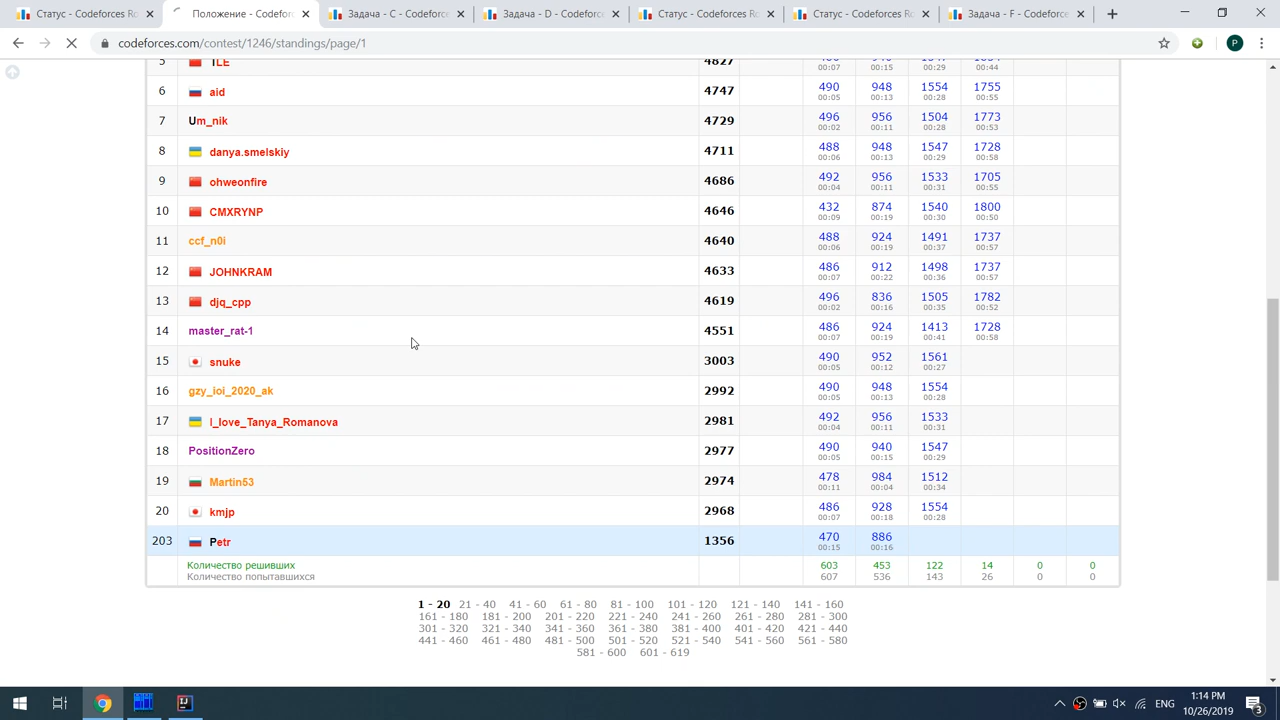 Статус - Codeforces Ro
Положение - Codeforc
Задача - C - Codeforces
Задача - D - Codeforce
Статус - Codeforces Ro
Статус - Codeforces Ro
Задача - F - Codeforces
codeforces.com/contest/1246/standings/page/1
P
5 TLE 4827
00:07 00:15 00:29 00:44
6 aid 4747 490 948 1554 1755
00:05 00:13 00:28 00:55
7 Um_nik 4729 496 956 1504 1773
00:02 00:11 00:28 00:53
8 danya.smelskiy 4711 488 948 1547 1728
00:06 00:13 00:29 00:58
9 ohweonfire 4686 492 956 1533 1705
00:04 00:11 00:31 00:55
10 CMXRYNP 4646 432 874 1540 1800
00:09 00:19 00:30 00:50
11 ccf_n0i 4640 488 924 1491 1737
00:06 00:19 00:37 00:57
12 JOHNKRAM 4633 486 912 1498 1737
00:07 00:22 00:36 00:57
13 djq_cpp 4619 496 836 1505 1782
00:02 00:16 00:35 00:52
14 master_rat-1 4551 486 924 1413 1728
00:07 00:19 00:41 00:58
15 snuke 3003 490 952 1561
00:05 00:12 00:27
16 gzy_ioi_2020_ak 2992 490 948 1554
00:05 00:13 00:28
17 I_love_Tanya_Romanova 2981 492 956 1533
00:04 00:11 00:31
18 PositionZero 2977 490 940 1547
00:05 00:15 00:29
19 Martin53 2974 478 984 1512
00:11 00:04 00:34
20 kmjp 2968 486 928 1554
00:07 00:18 00:28
203 Petr 1356 470 886
00:15 00:16
Количество решивших 603 453 122 14 0 0
Количество попытавшихся 607 536 143 26 0 0
1 - 20 21 - 40 41 - 60 61 - 80 81 - 100 101 - 120 121 - 140 141 - 160
161 - 180 181 - 200 201 - 220 221 - 240 241 - 260 261 - 280 281 - 300
301 - 320 321 - 340 341 - 360 361 - 380 381 - 400 401 - 420 421 - 440
441 - 460 461 - 480 481 - 500 501 - 520 521 - 540 541 - 560 561 - 580
581 - 600 601 - 619
ENG
1:14 PM
10/26/2019
3